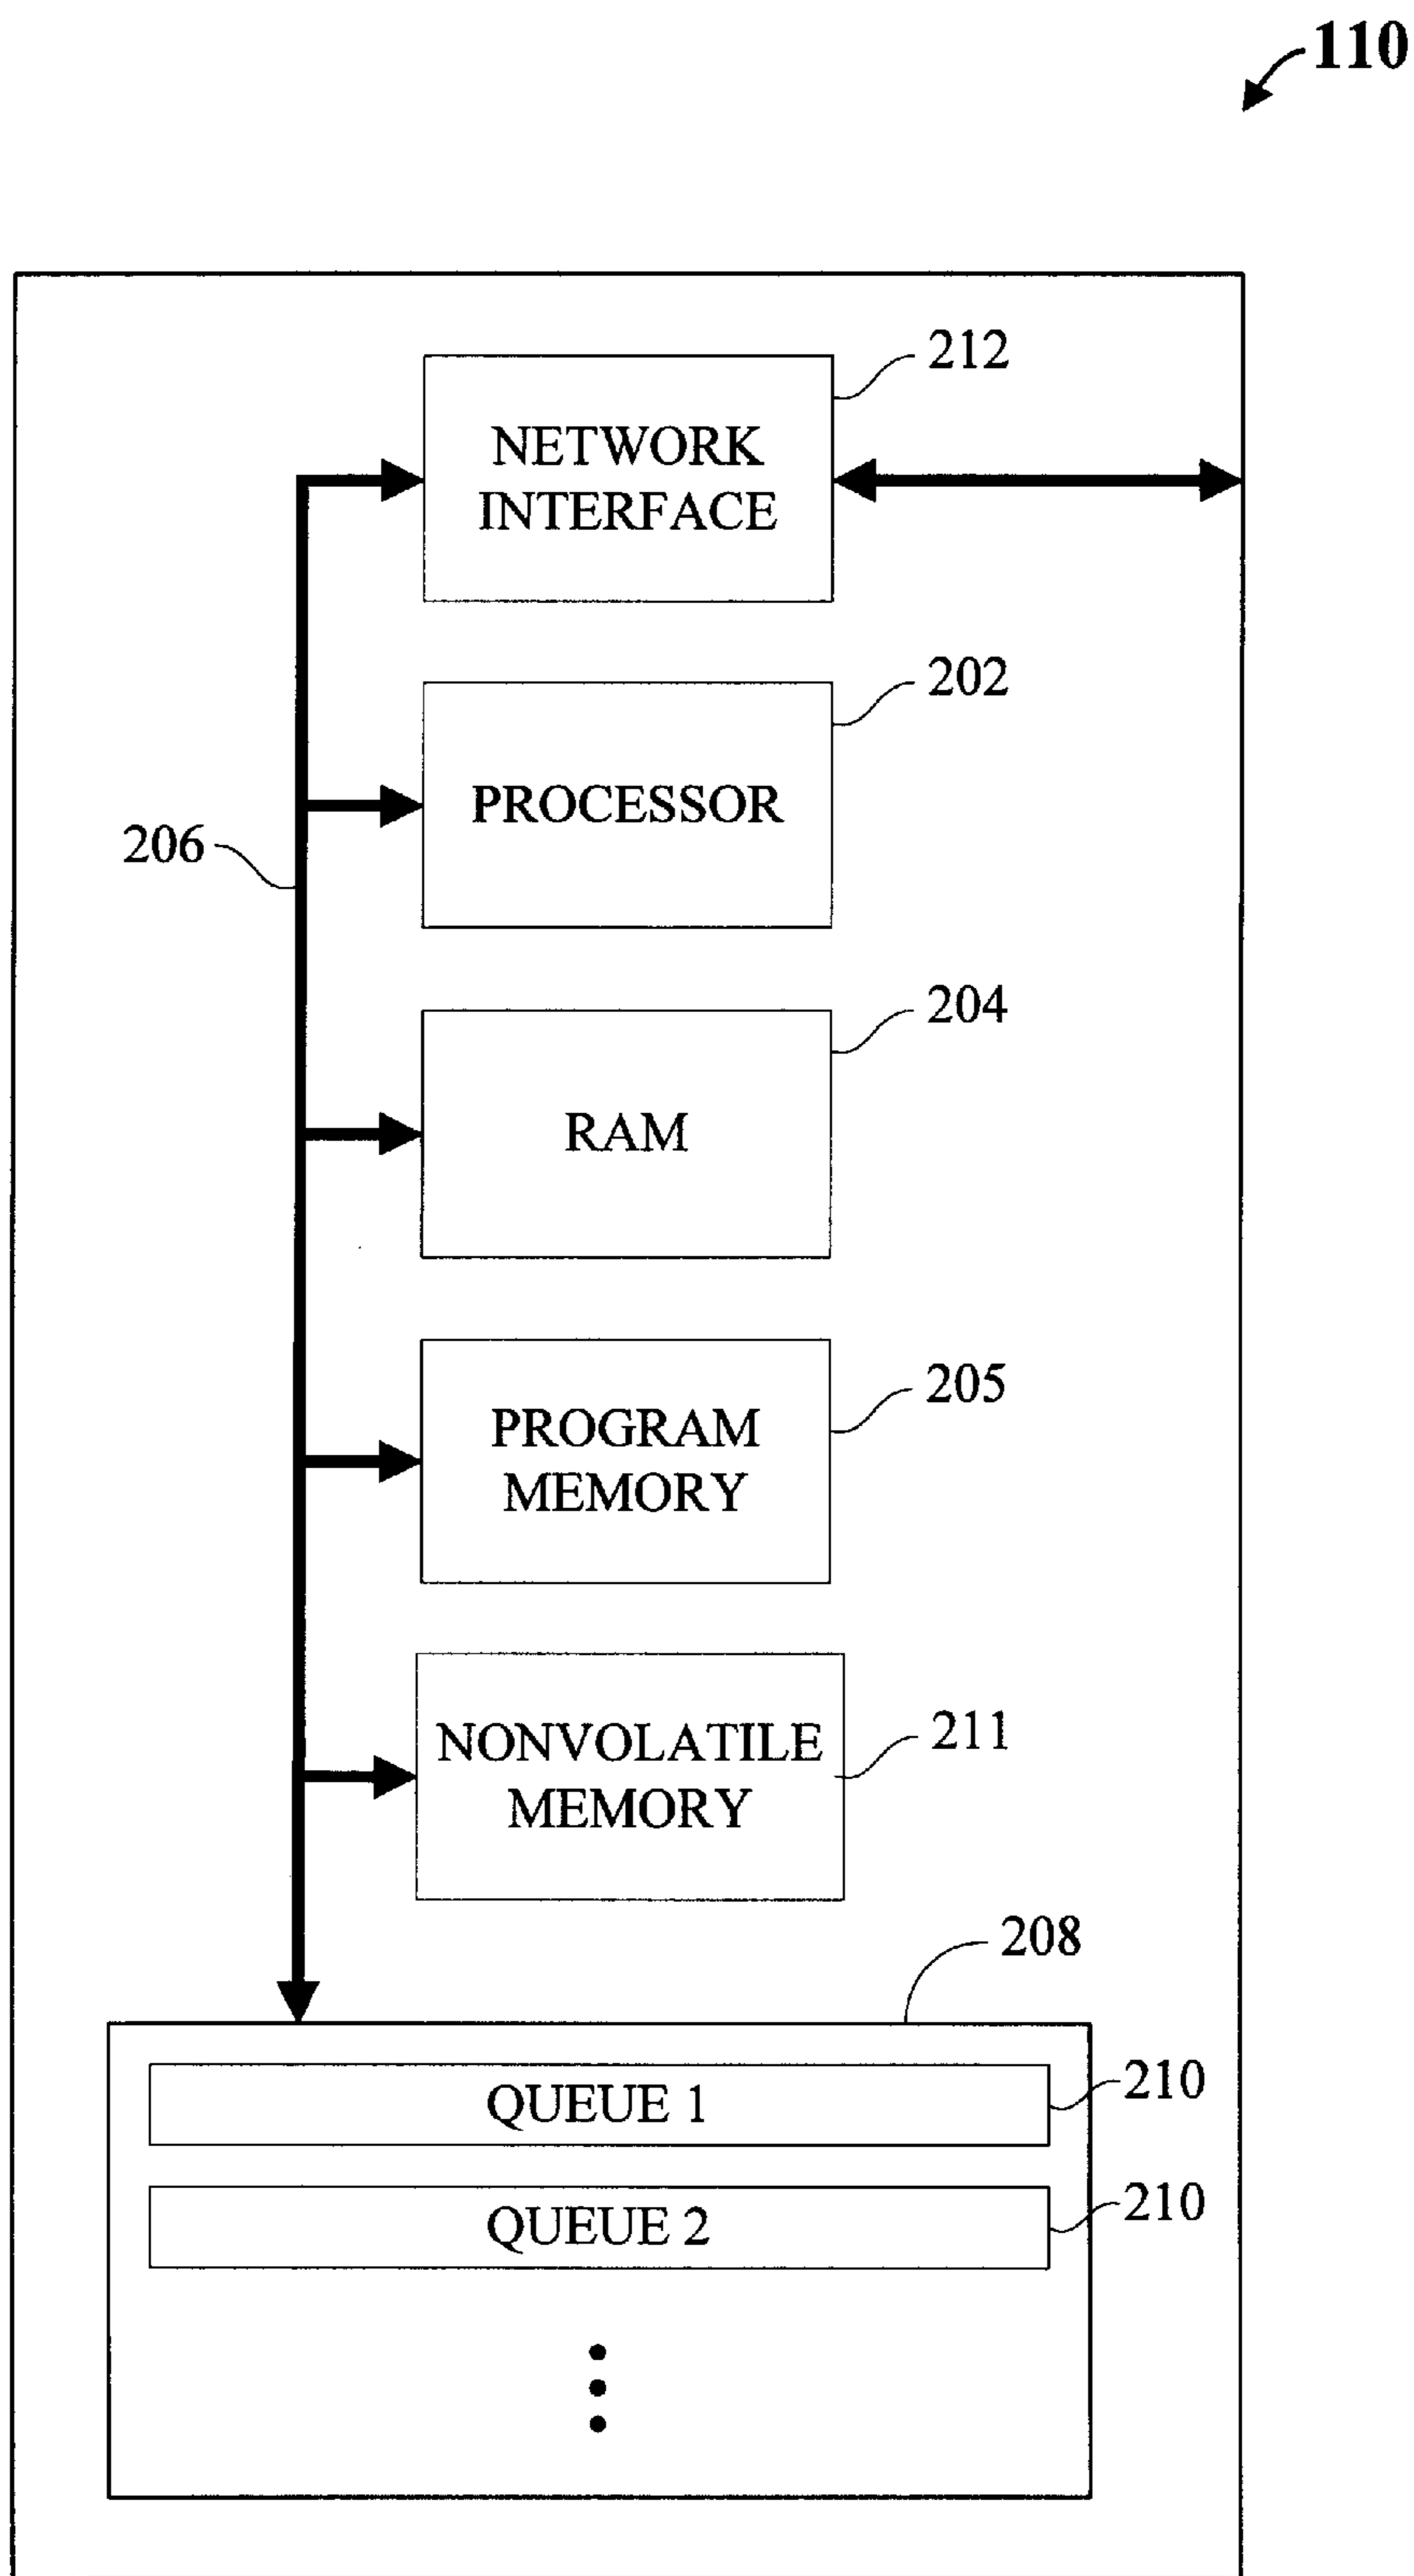 110
212
NETWORK
INTERFACE
202
PROCESSOR
206
204
RAM
205
PROGRAM
MEMORY
211
NONVOLATILE
MEMORY
208
QUEUE 1
210
QUEUE 2
210